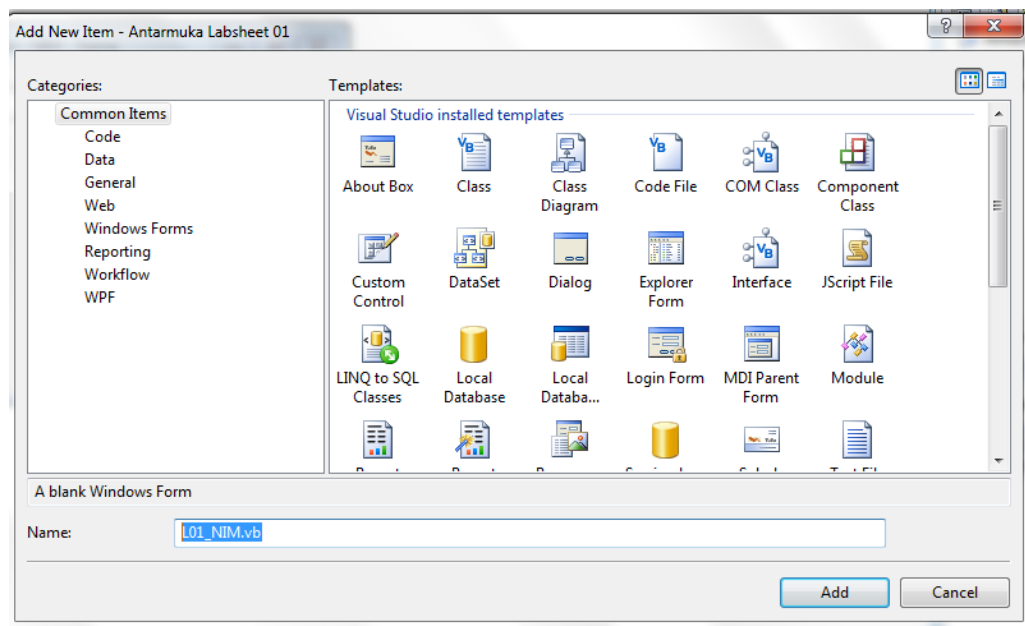 Add New Item - Antarmuka Labsheet 01
Categories:
Templates:
Common Items
Code
Data
General
Web
Windows Forms
Reporting
Workflow
WPF
Visual Studio installed templates
About Box
Class
Class
Diagram
Code File
COM Class
Component
Class
Custom
Control
DataSet
Dialog
Explorer
Form
Interface
JScript File
LINQ to SQL
Classes
Local
Database
Local
Databa...
Login Form
MDI Parent
Form
Module
A blank Windows Form
Name:
L01_NIM.vb
Add
Cancel